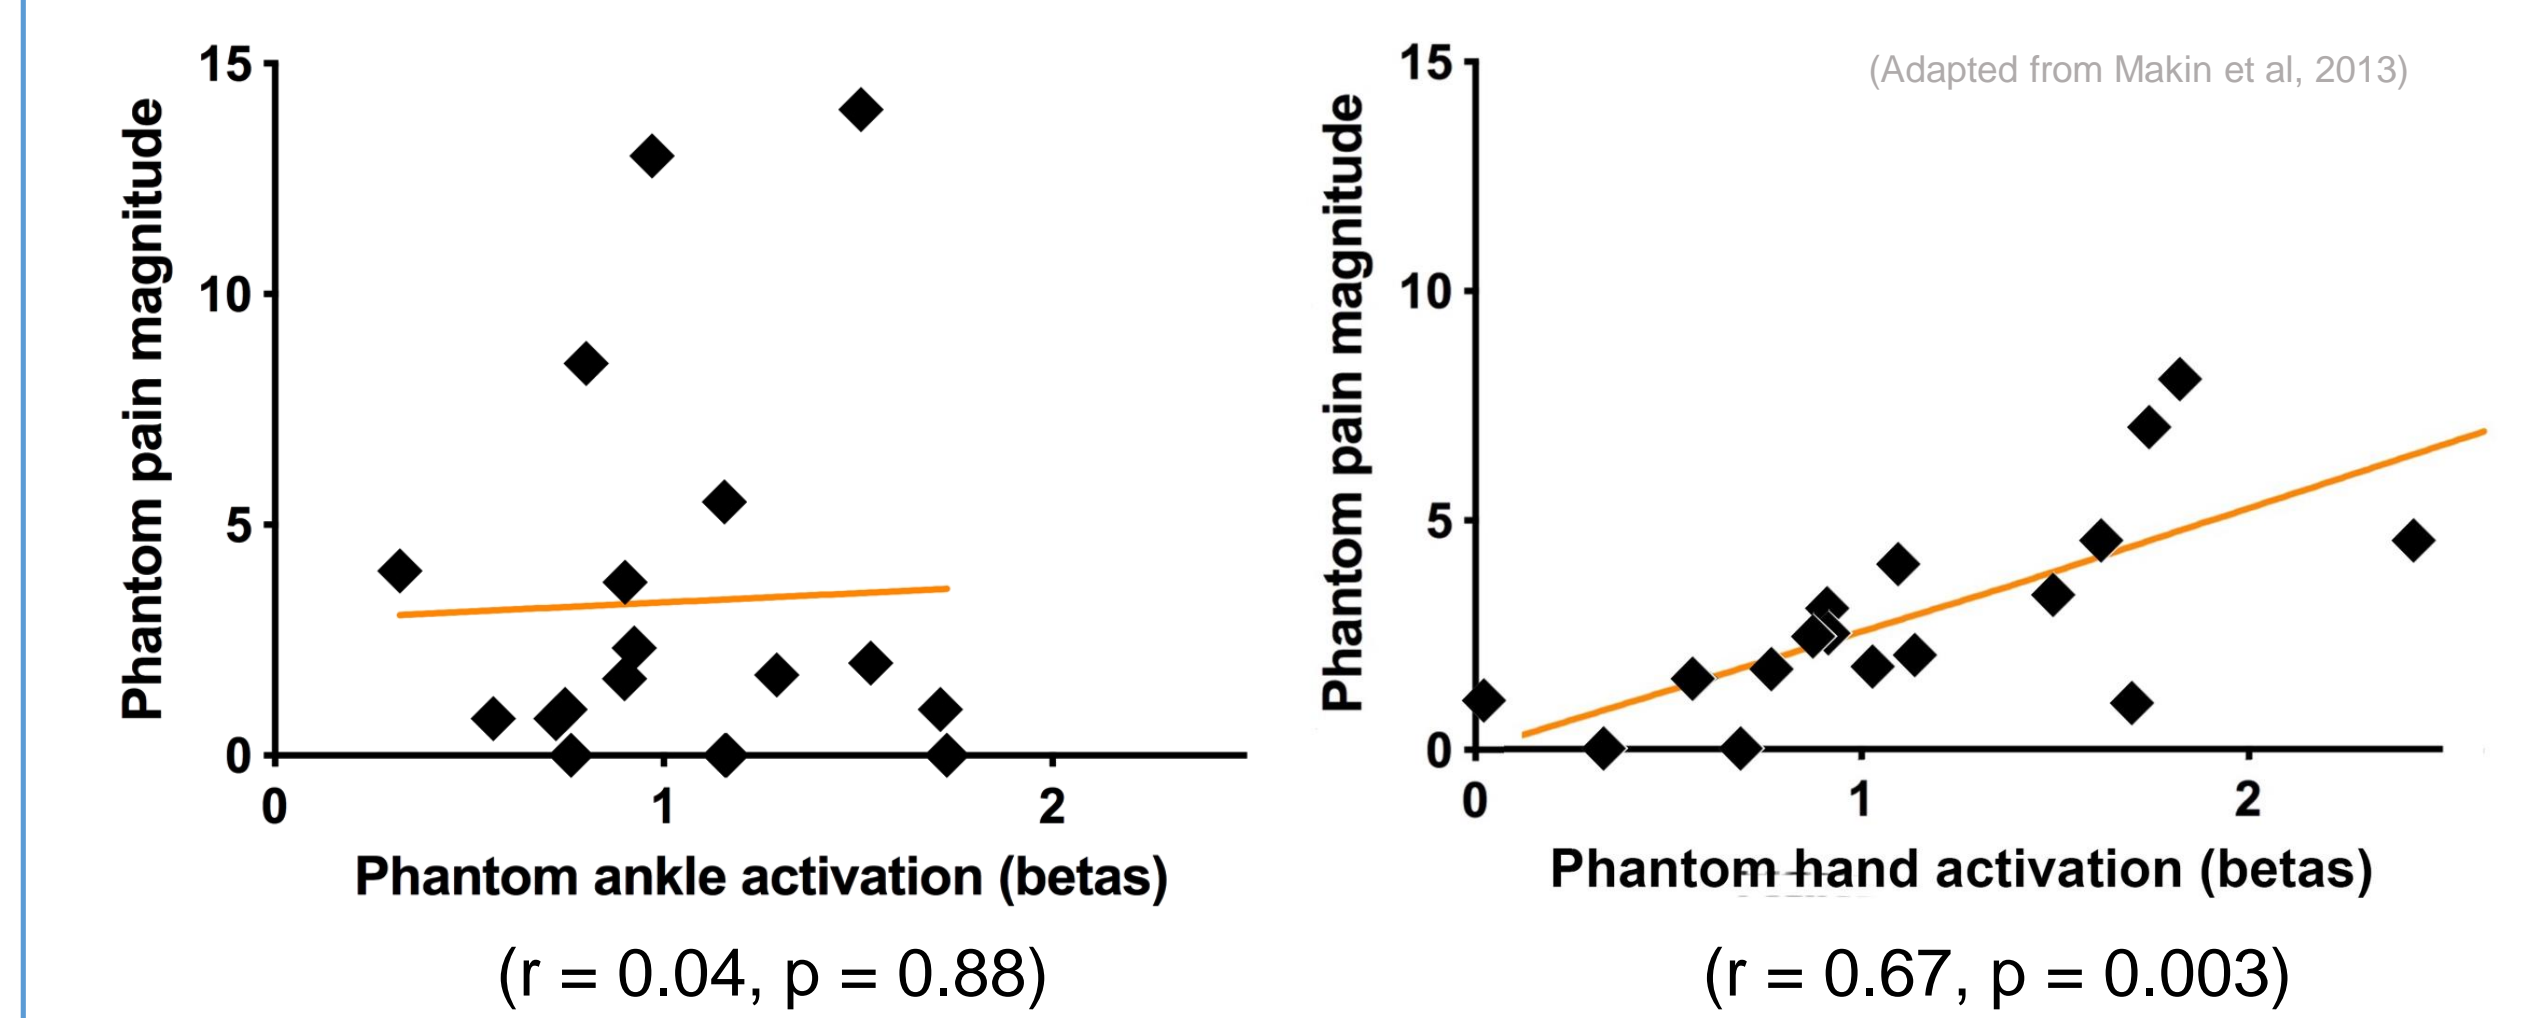 Phantom pain magnitude
15
10
5
0
0 1 2
Phantom ankle activation (betas)
(r = 0.04, p = 0.88)
(Adapted from Makin et al, 2013)
Phantom pain magnitude
15
10
5
0
0 1 2
Phantom hand activation (betas)
(r = 0.67, p = 0.003)